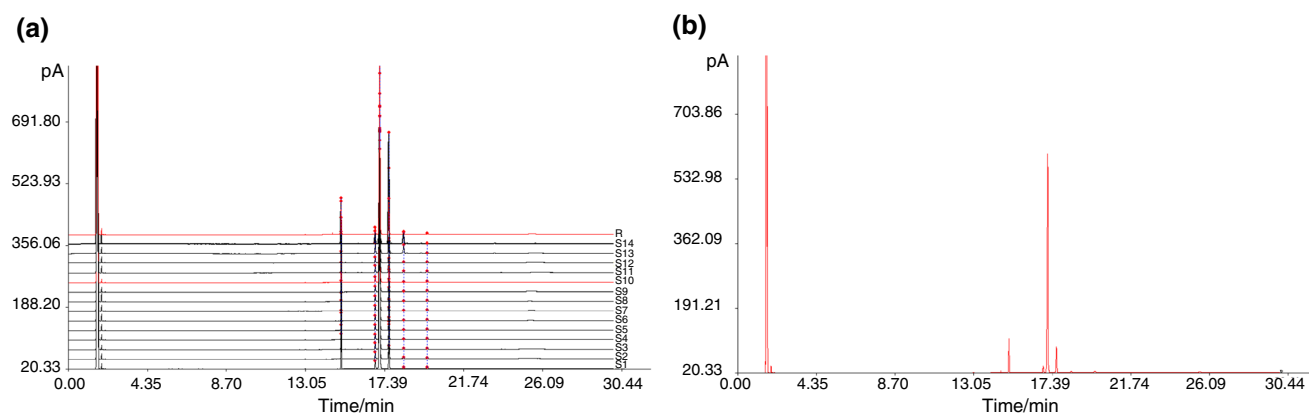 (a)
pA
691.80
523.93
356.06
188.20
20.33
R
S14
S13
S12
S11
S10
S9
S8
S7
S6
S5
S4
S3
S2
S1
0.00 4.35 8.70 13.05 17.39 21.74 26.09 30.44
Time/min
(b)
pA
703.86
532.98
362.09
191.21
20.33
0.00 4.35 8.70 13.05 17.39 21.74 26.09 30.44
Time/min